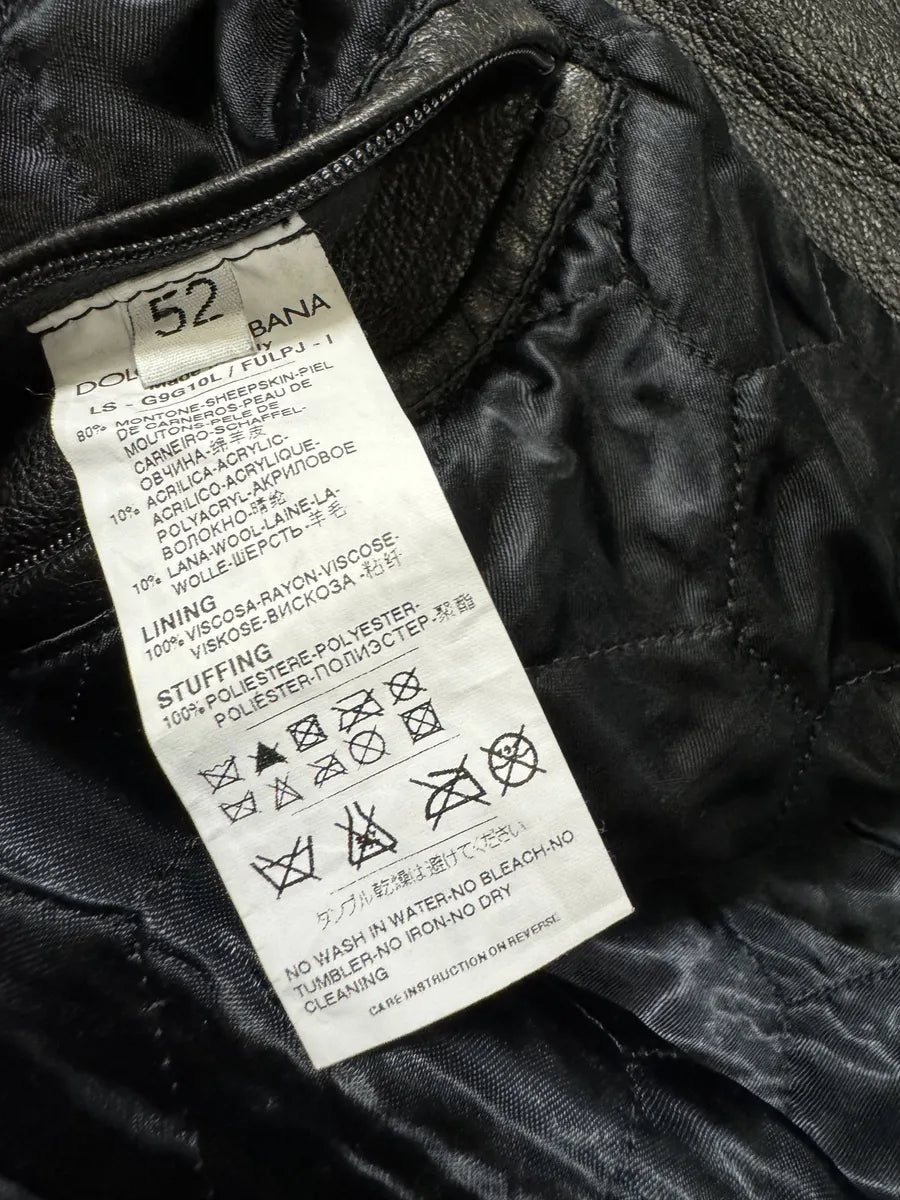 52
DOL BANA
Made ly
LS - G9G10L / FULPJ - I
80% MONTONE-SHEEPSKIN-PIEL
DE CARNEROS-PEAU DE
MOUTONS-PELE DE
CARNEIRO-SCHAFFEL-
ОВЧИНА-绵羊皮
10% ACRILICA-ACRYLIC-
ACRILICO-ACRYLIQUE-
POLYACRYL-АКРИЛОВОЕ
ВОЛОКНО-腈纶
10% LANA-WOOL-LAINE-LA-
WOLLE-ШЕРСТЬ-羊毛
LINING
100% VISCOSA-RAYON-VISCOSE-
VISKOSE-ВИСКОЗА-粘纤
STUFFING
100% POLIESTERE-POLYESTER-
POLIÉSTER-ПОЛИЭСТЕР-聚酯
タンブル乾燥は避けてください
NO WASH IN WATER-NO BLEACH-NO
TUMBLER-NO IRON-NO DRY
CLEANING
CARE INSTRUCTION ON REVERSE